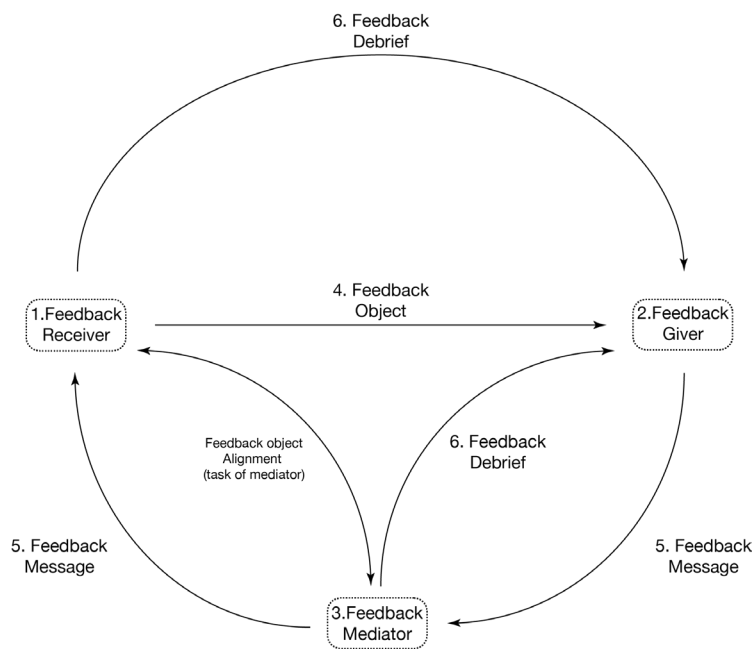 6. Feedback
Debrief
4. Feedback
Object
1.Feedback
Receiver
2.Feedback
Giver
Feedback object
Alignment
(task of mediator)
6. Feedback
Debrief
5. Feedback
Message
5. Feedback
Message
3.Feedback
Mediator